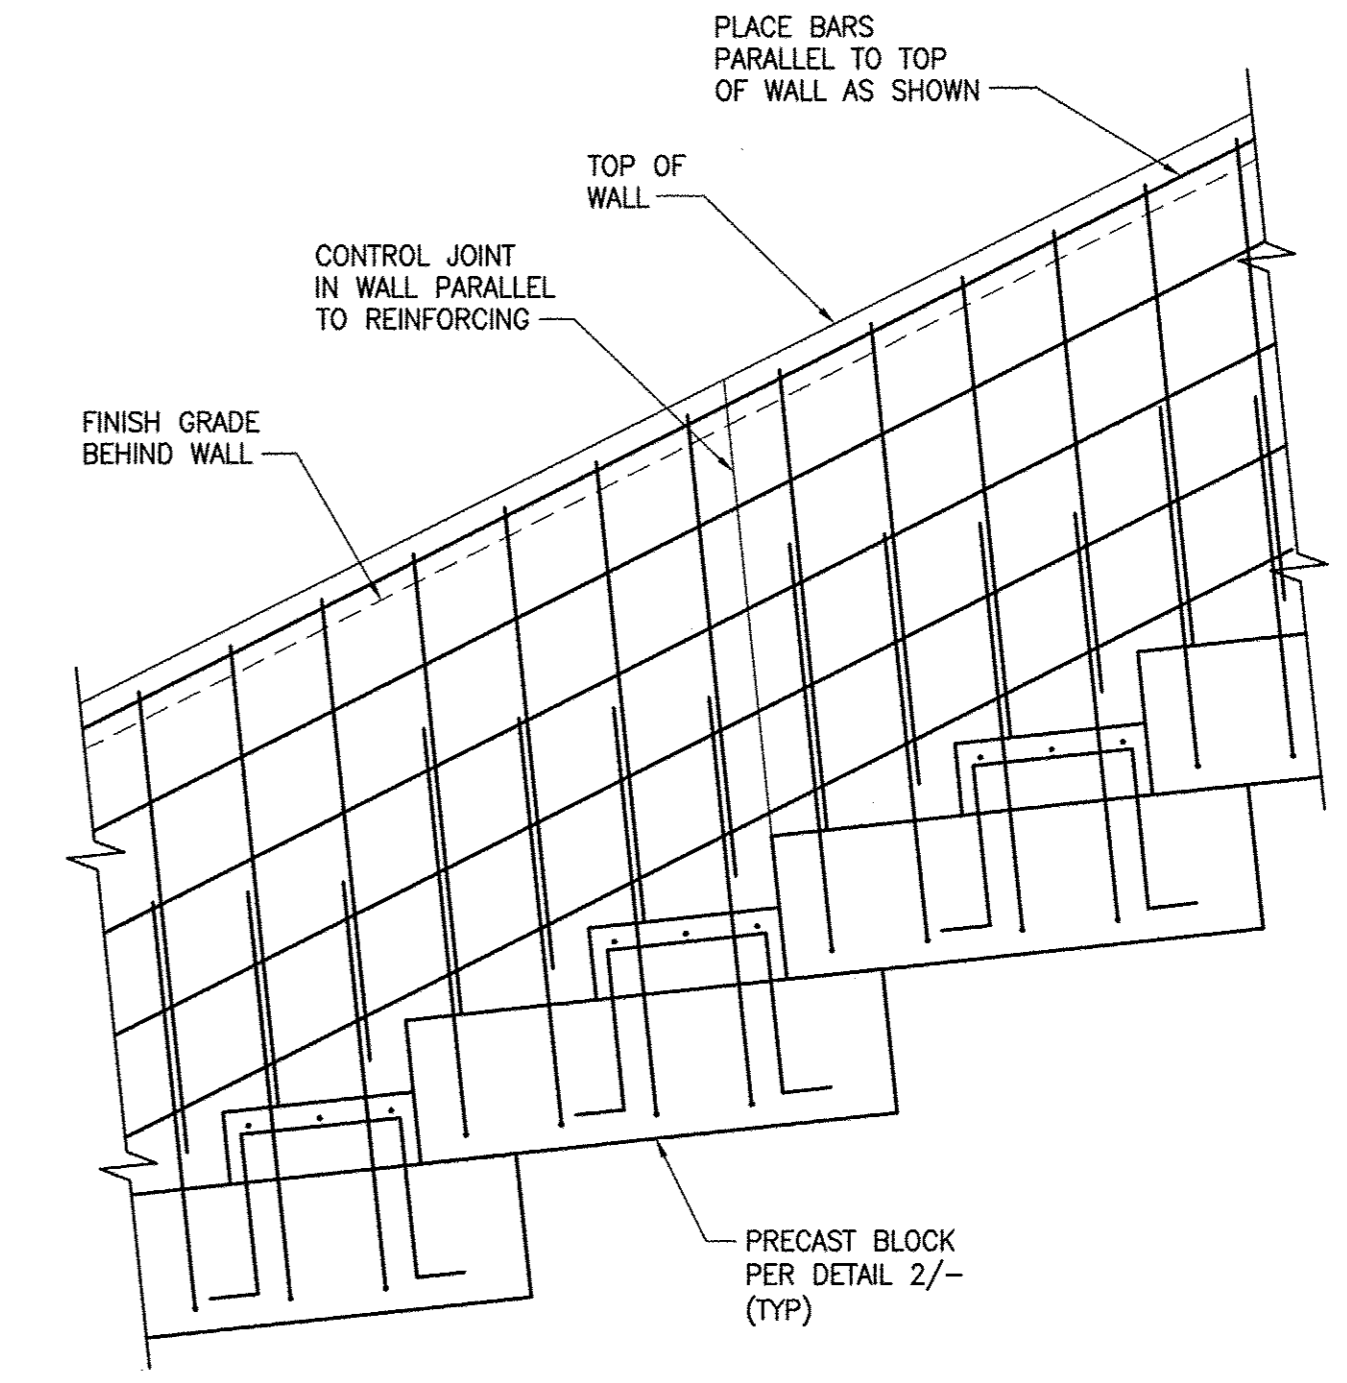 PLACE BARS
PARALLEL TO TOP
OF WALL AS SHOWN
TOP OF
WALL
CONTROL JOINT
IN WALL PARALLEL
TO REINFORCING
FINISH GRADE
BEHIND WALL
PRECAST BLOCK
PER DETAIL 2/-
(TYP)